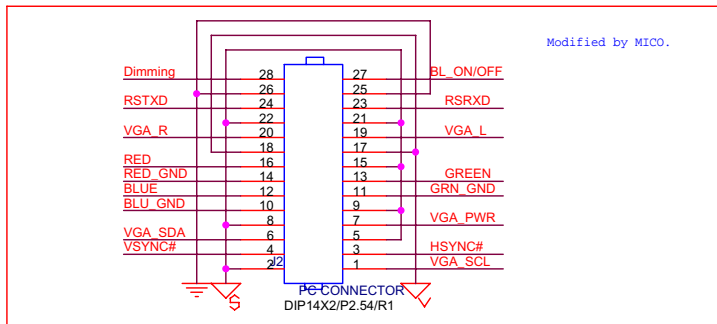 Modified by MICO.
Dimming 28 27 BL_ON/OFF
26 25
RSTXD 24 23 RSRXD
22 21
VGA_R 20 19 VGA_L
18 17
RED 16 15
RED_GND 14 13 GREEN
BLUE 12 11 GRN_GND
BLU_GND 10 9
8 7 VGA_PWR
VGA_SDA 6 5
VSYNC# 4 3 HSYNC#
2 J2 1 VGA_SCL
PC CONNECTOR
DIP14X2/P2.54/R1
S V